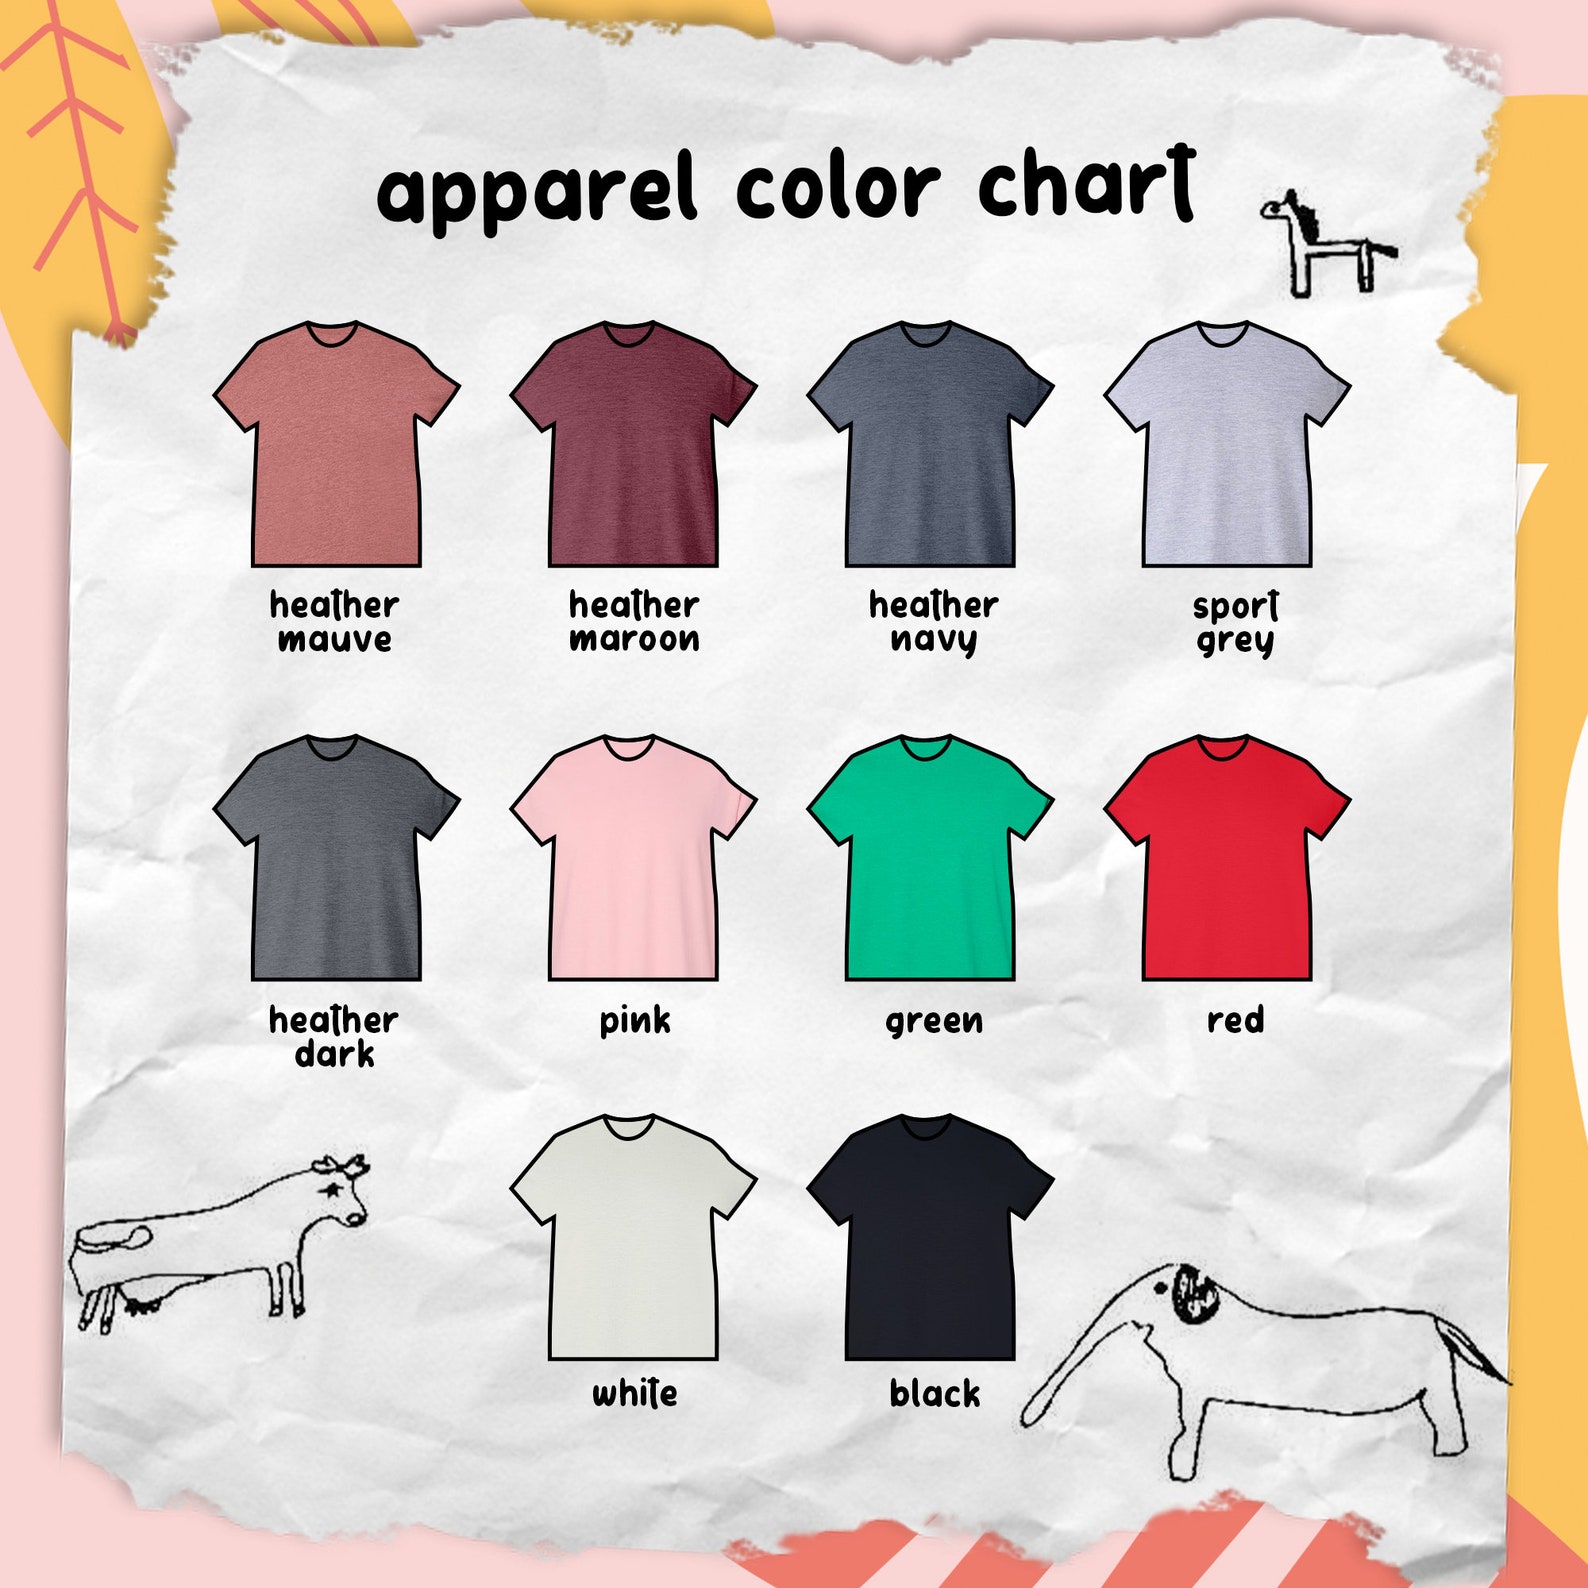 apparel color chart
heather
mauve
heather
maroon
heather
navy
sport
grey
heather
dark
pink
green
red
white
black